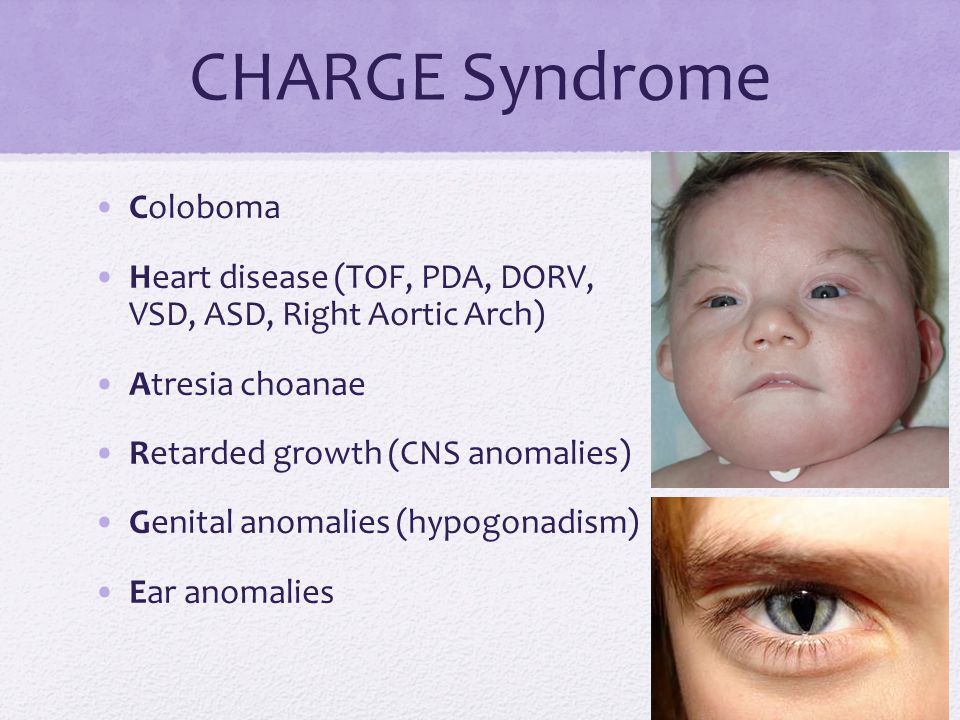 CHARGE Syndrome
• Coloboma
• Heart disease (TOF, PDA, DORV,
VSD, ASD, Right Aortic Arch)
• Atresia choanae
• Retarded growth (CNS anomalies)
• Genital anomalies (hypogonadism)
• Ear anomalies